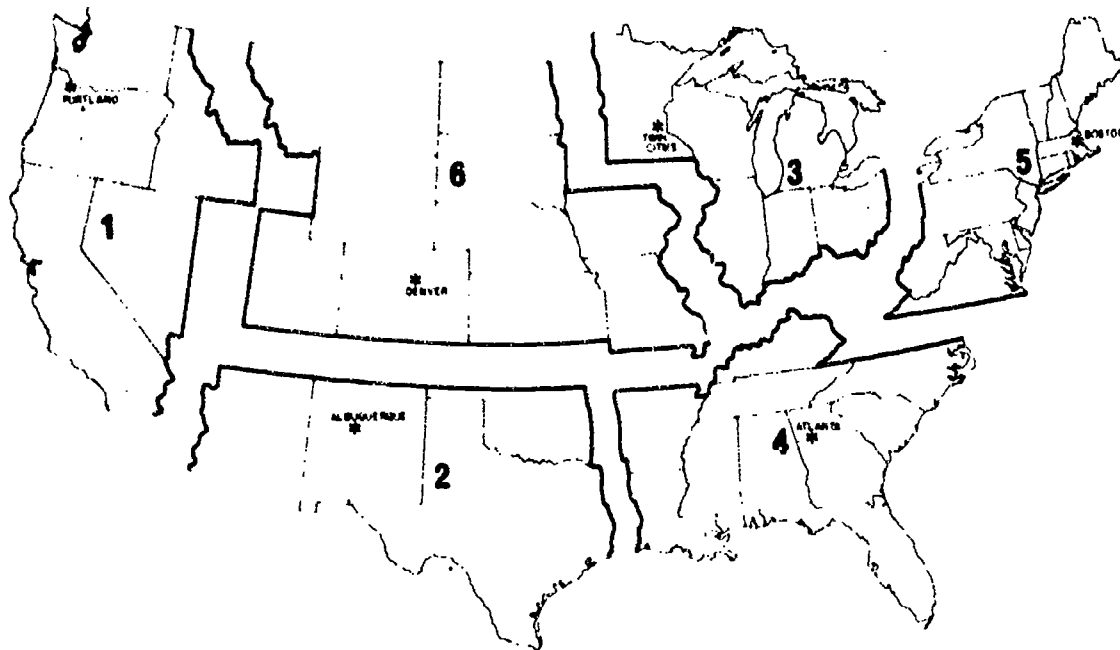 PORTLAND
1
6
DENVER
TWIN
CITIES
3
5
BOSTON
ALBUQUERQUE
2
4
ATLANTA